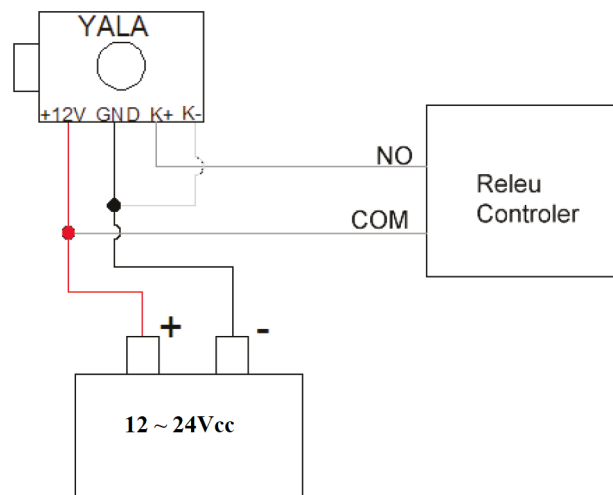 YALA
+12V GND K+ K-
NO
Releu
Controler
COM
+ -
12 ~ 24Vcc